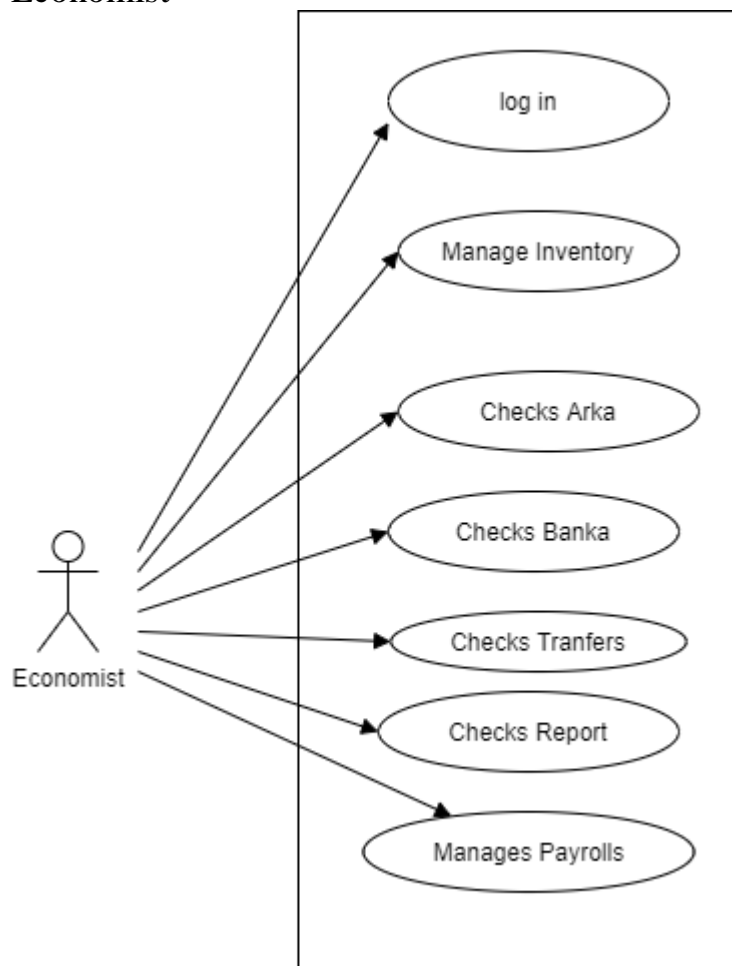 Economist
log in
Manage Inventory
Checks Arka
Checks Banka
Checks Tranfers
Economist
Checks Report
Manages Payrolls